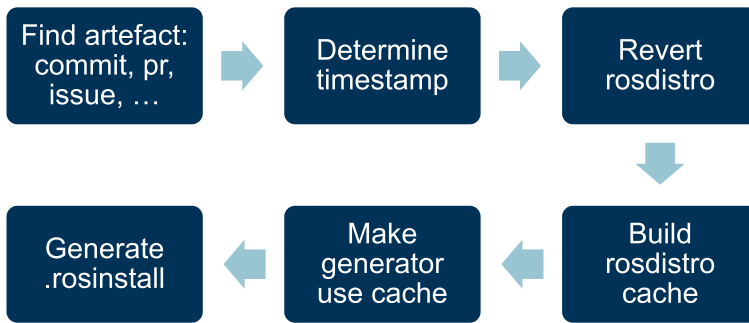 Find artefact:
commit, pr,
issue, …
Determine
timestamp
Revert
rosdistro
Build
rosdistro
cache
Make
generator
use cache
Generate
.rosinstall